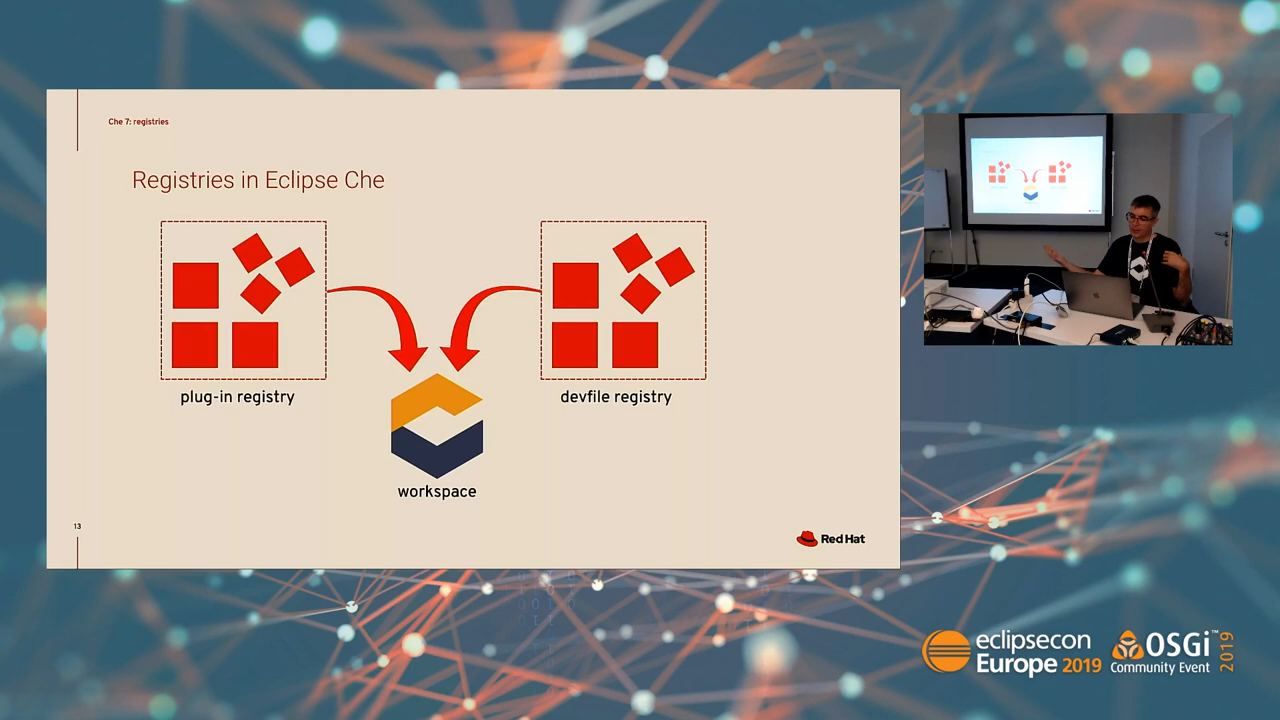 Che 7: registries
Registries in Eclipse Che
plug-in registry
devfile registry
workspace
13
Red Hat
eclipsecon
Europe 2019
OSGi™
Community Event
2019